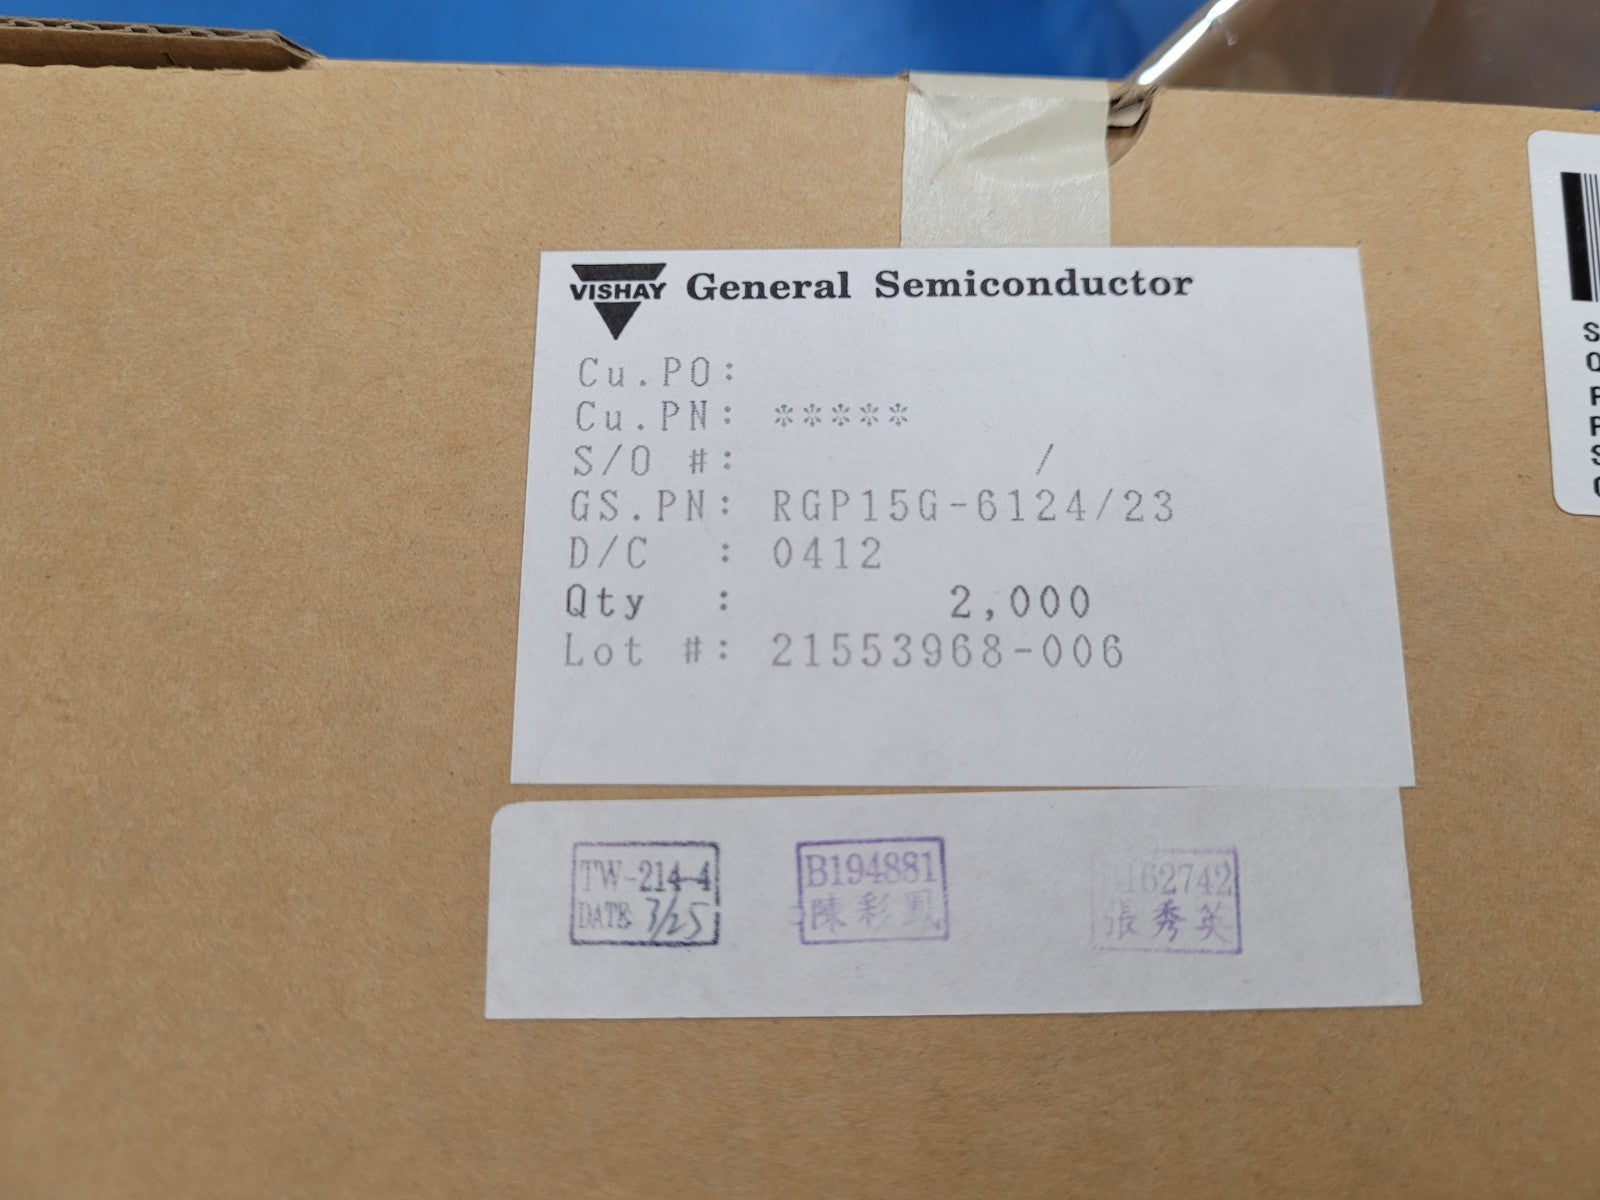 VISHAY General Semiconductor
Cu.PO:
Cu.PN: *****
S/O #: /
GS.PN: RGP15G-6124/23
D/C : 0412
Qty : 2,000
Lot #: 21553968-006
TW-214-4
DATE 3/25
B194881
陳彩鳳
162742
張秀英
S
Q
P
P
S